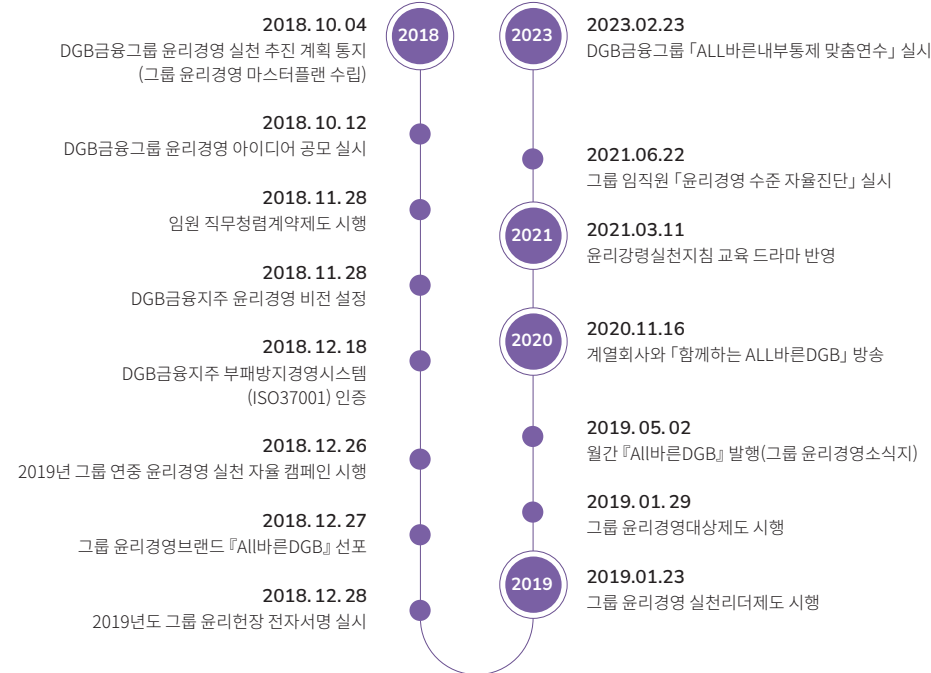 2018
2018. 10. 04
DGB금융그룹 윤리경영 실천 추진 계획 통지
(그룹 윤리경영 마스터플랜 수립)
2018. 10. 12
DGB금융그룹 윤리경영 아이디어 공모 실시
2018. 11. 28
임원 직무청렴계약제도 시행
2018. 11. 28
DGB금융지주 윤리경영 비전 설정
2018. 12. 18
DGB금융지주 부패방지경영시스템
(ISO37001) 인증
2018. 12. 26
2019년 그룹 연중 윤리경영 실천 자율 캠페인 시행
2018. 12. 27
그룹 윤리경영브랜드 『All바른DGB』 선포
2018. 12. 28
2019년도 그룹 윤리헌장 전자서명 실시
2023
2023.02.23
DGB금융그룹 「ALL바른내부통제 맞춤연수」 실시
2021.06.22
그룹 임직원 「윤리경영 수준 자율진단」 실시
2021
2021.03.11
윤리강령실천지침 교육 드라마 반영
2020
2020.11.16
계열회사와 「함께하는 ALL바른DGB」 방송
2019. 05. 02
월간 『All바른DGB』 발행(그룹 윤리경영소식지)
2019. 01. 29
그룹 윤리경영대상제도 시행
2019
2019.01.23
그룹 윤리경영 실천리더제도 시행